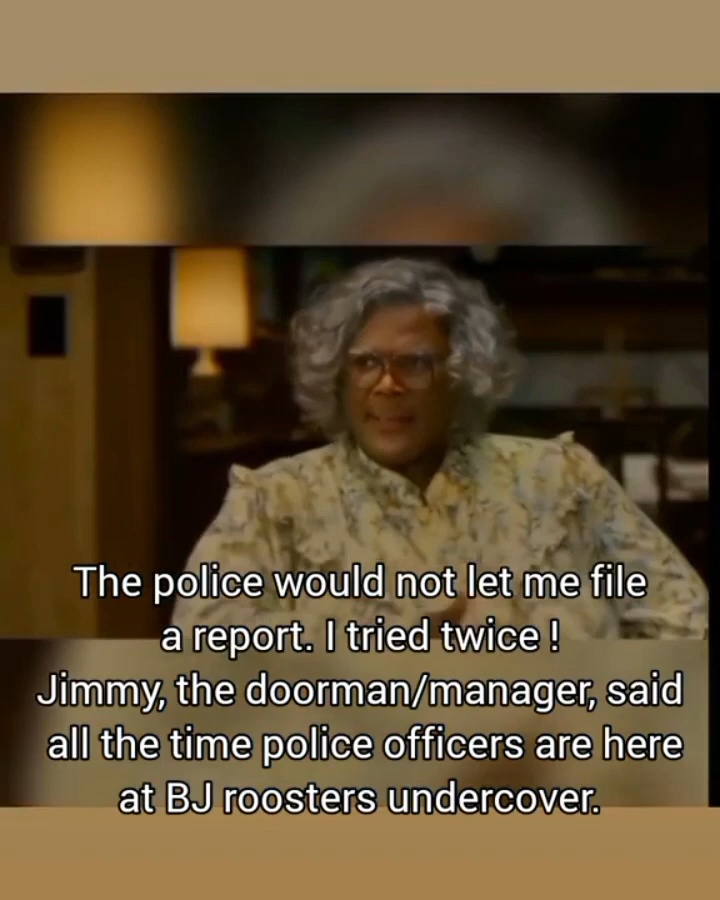 The police would not let me file
a report. I tried twice !
Jimmy, the doorman/manager, said
all the time police officers are here
at BJ roosters undercover.